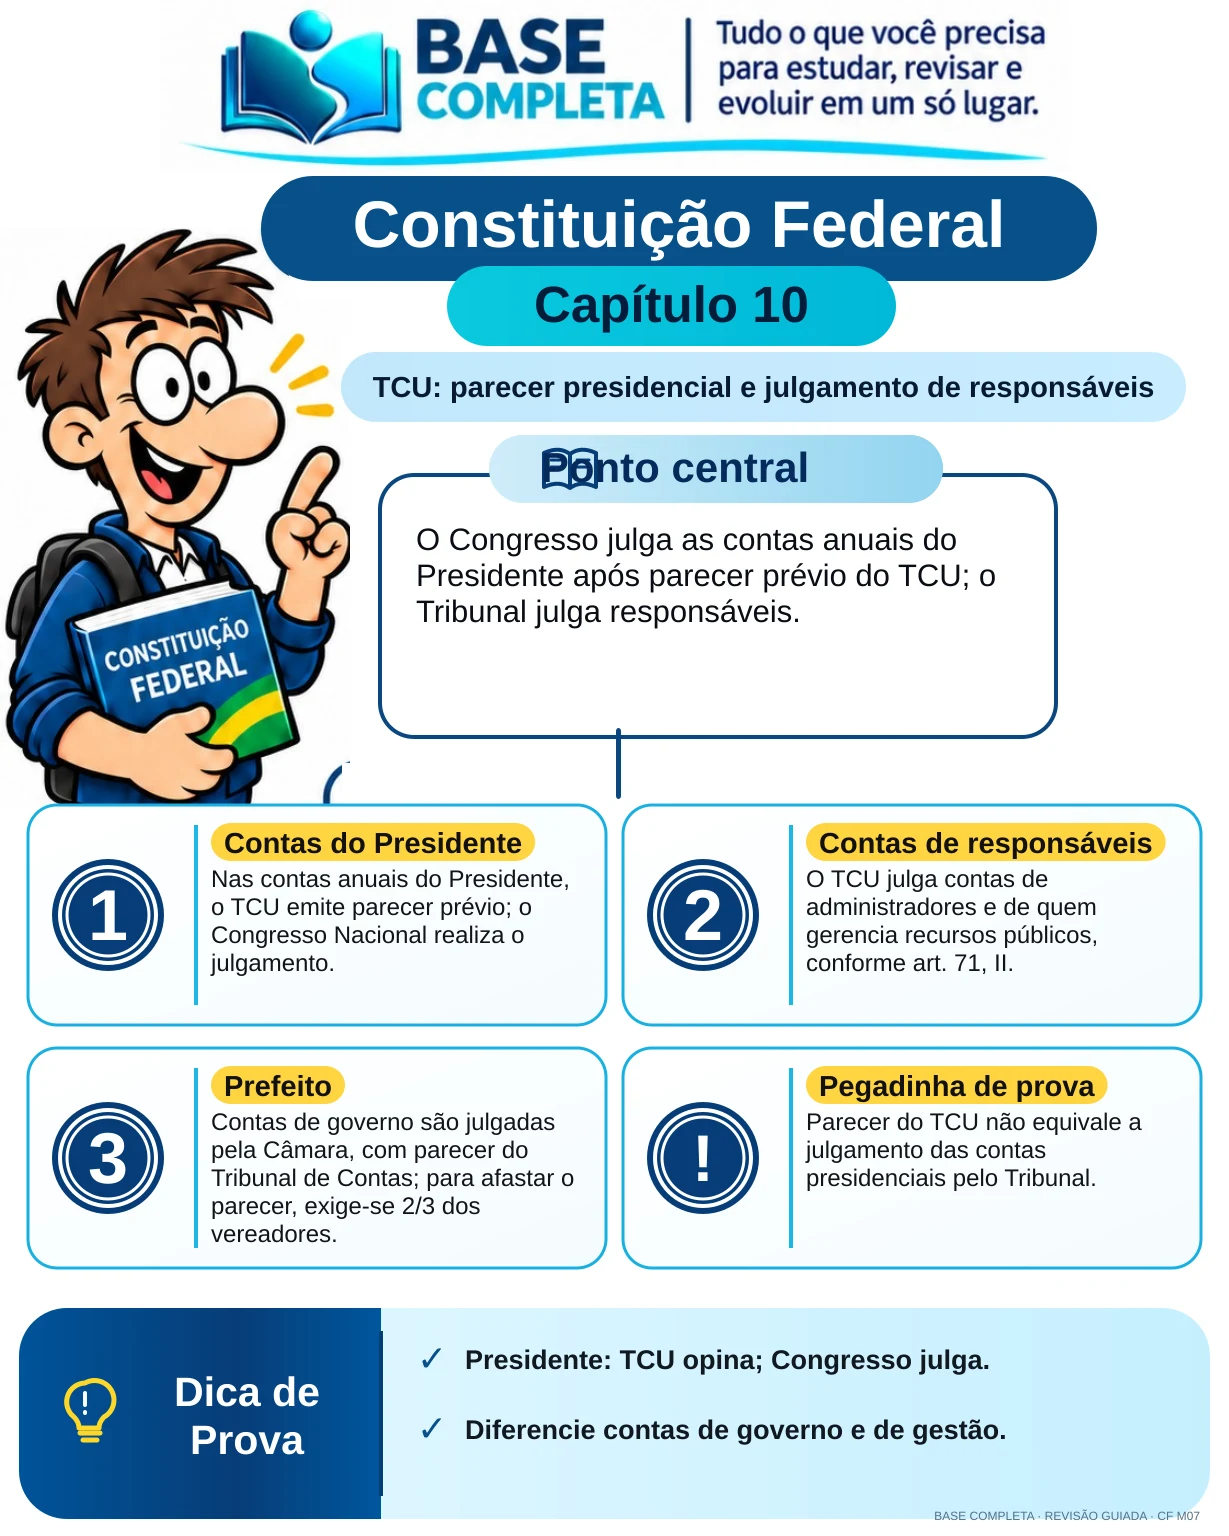 BASE
COMPLETA
Tudo o que você precisa
para estudar, revisar e
evoluir em um só lugar.
Constituição Federal
Capítulo 10
TCU: parecer presidencial e julgamento de responsáveis
Ponto central
O Congresso julga as contas anuais do
Presidente após parecer prévio do TCU; o
Tribunal julga responsáveis.
CONSTITUIÇÃO
FEDERAL
1
Contas do Presidente
Nas contas anuais do Presidente,
o TCU emite parecer prévio; o
Congresso Nacional realiza o
julgamento.
2
Contas de responsáveis
O TCU julga contas de
administradores e de quem
gerencia recursos públicos,
conforme art. 71, II.
3
Prefeito
Contas de governo são julgadas
pela Câmara, com parecer do
Tribunal de Contas; para afastar o
parecer, exige-se 2/3 dos
vereadores.
!
Pegadinha de prova
Parecer do TCU não equivale a
julgamento das contas
presidenciais pelo Tribunal.
Dica de
Prova
✓ Presidente: TCU opina; Congresso julga.
✓ Diferencie contas de governo e de gestão.
BASE COMPLETA · REVISÃO GUIADA · CF M07